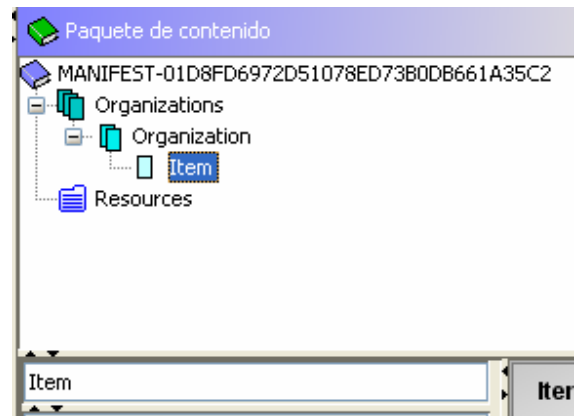 Paquete de contenido
MANIFEST-01D8FD6972D51078ED73B0DB661A35C2
Organizations
Organization
Item
Resources
Item